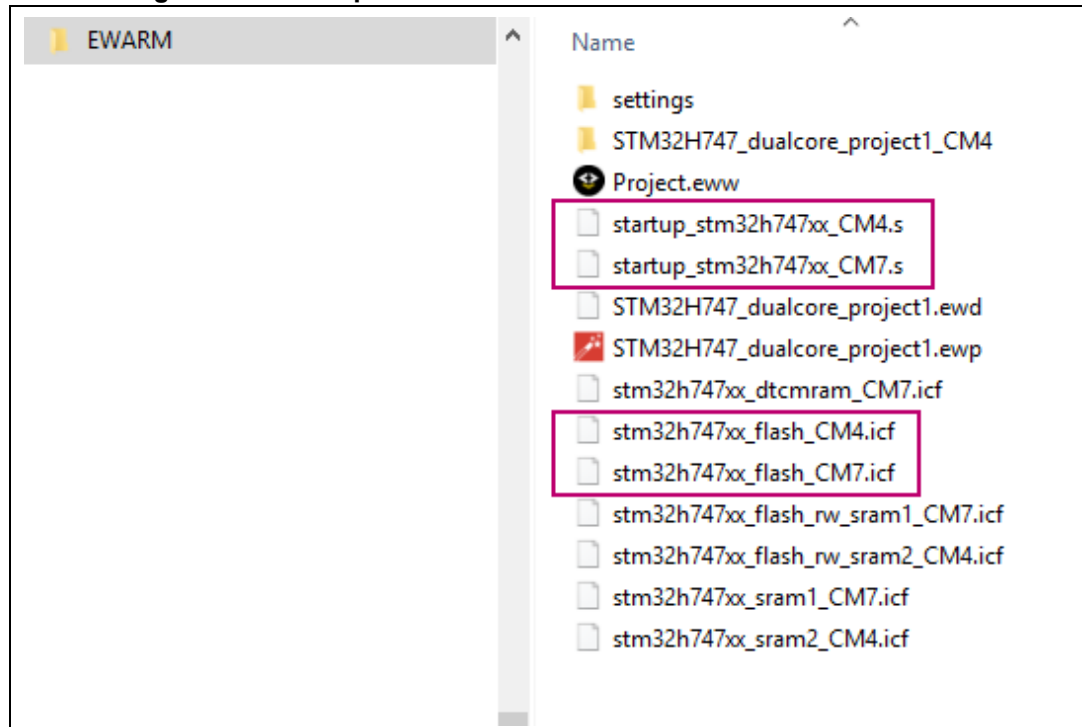 EWARM
Name
settings
STM32H747_dualcore_project1_CM4
Project.eww
startup_stm32h747xx_CM4.s
startup_stm32h747xx_CM7.s
STM32H747_dualcore_project1.ewd
STM32H747_dualcore_project1.ewp
stm32h747xx_dtcmram_CM7.icf
stm32h747xx_flash_CM4.icf
stm32h747xx_flash_CM7.icf
stm32h747xx_flash_rw_sram1_CM7.icf
stm32h747xx_flash_rw_sram2_CM4.icf
stm32h747xx_sram1_CM7.icf
stm32h747xx_sram2_CM4.icf